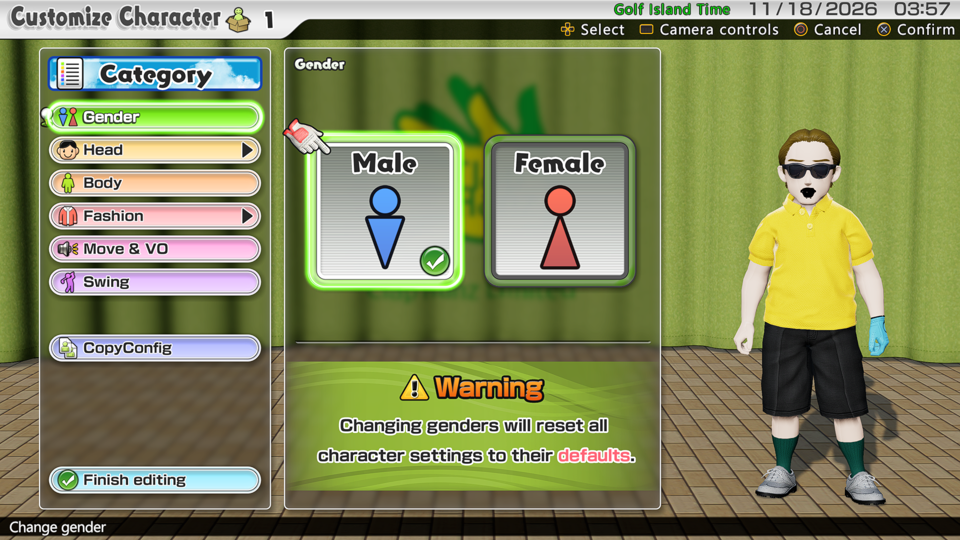 Customize Character 1
Golf Island Time 11/18/2026 03:57
Select Camera controls Cancel Confirm
Category
Gender
Head
Body
Fashion
Move & VO
Swing
CopyConfig
Finish editing
Gender
Male
Female
Warning
Changing genders will reset all
character settings to their defaults.
Change gender